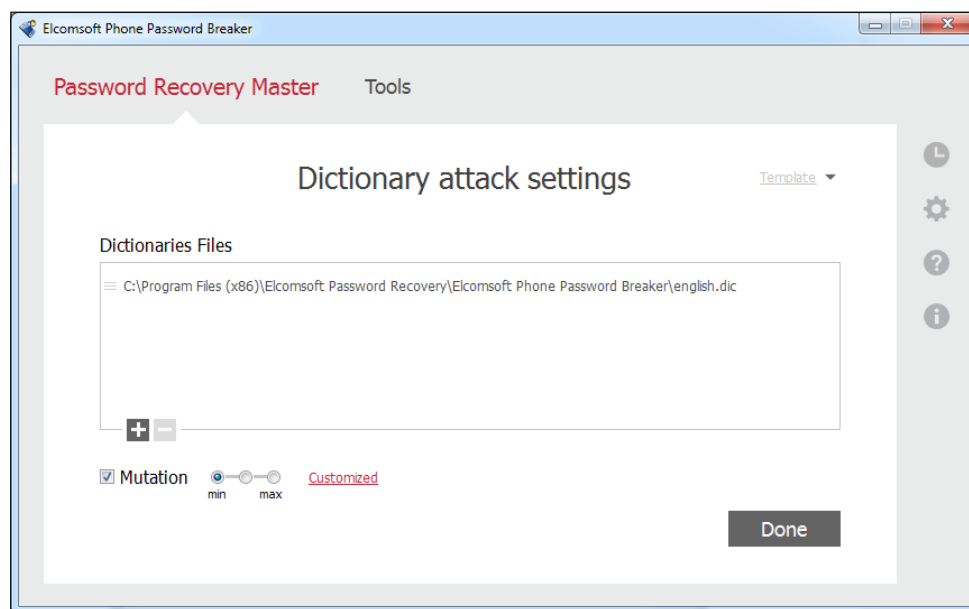 Elcomsoft Phone Password Breaker
Password Recovery Master Tools
Dictionary attack settings
Template
Dictionaries Files
C:\Program Files (x86)\Elcomsoft Password Recovery\Elcomsoft Phone Password Breaker\english.dic
Mutation
min max
Customized
Done